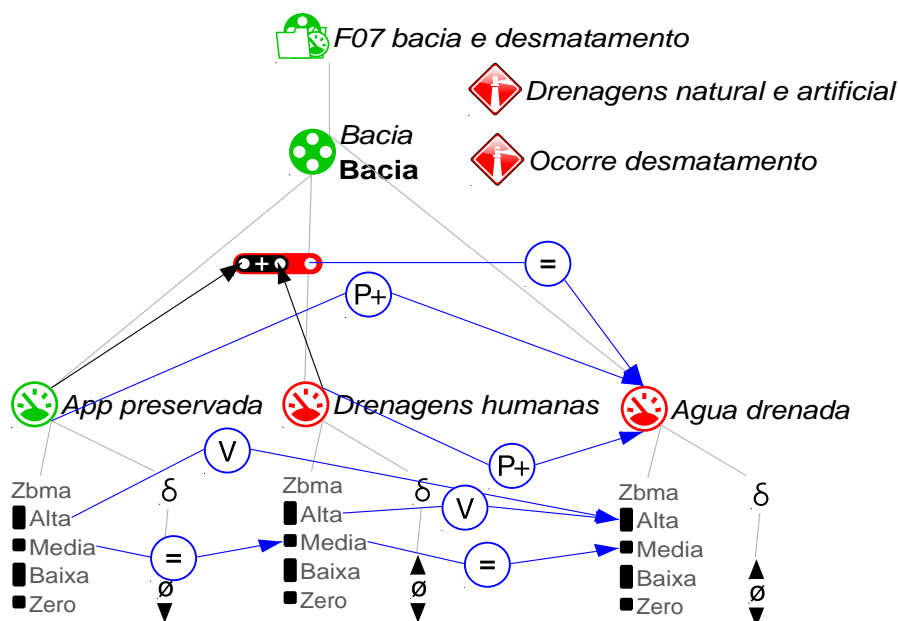 F07 bacia e desmatamento
Drenagens natural e artificial
Bacia
Bacia
Ocorre desmatamento
+
=
P+
App preservada
Drenagens humanas
Agua drenada
V
P+
Zbma
δ
Zbma
δ
Zbma
δ
Alta
Alta
V
Alta
Media
=
Media
=
Media
Baixa
ø
Baixa
ø
Baixa
ø
Zero
Zero
Zero